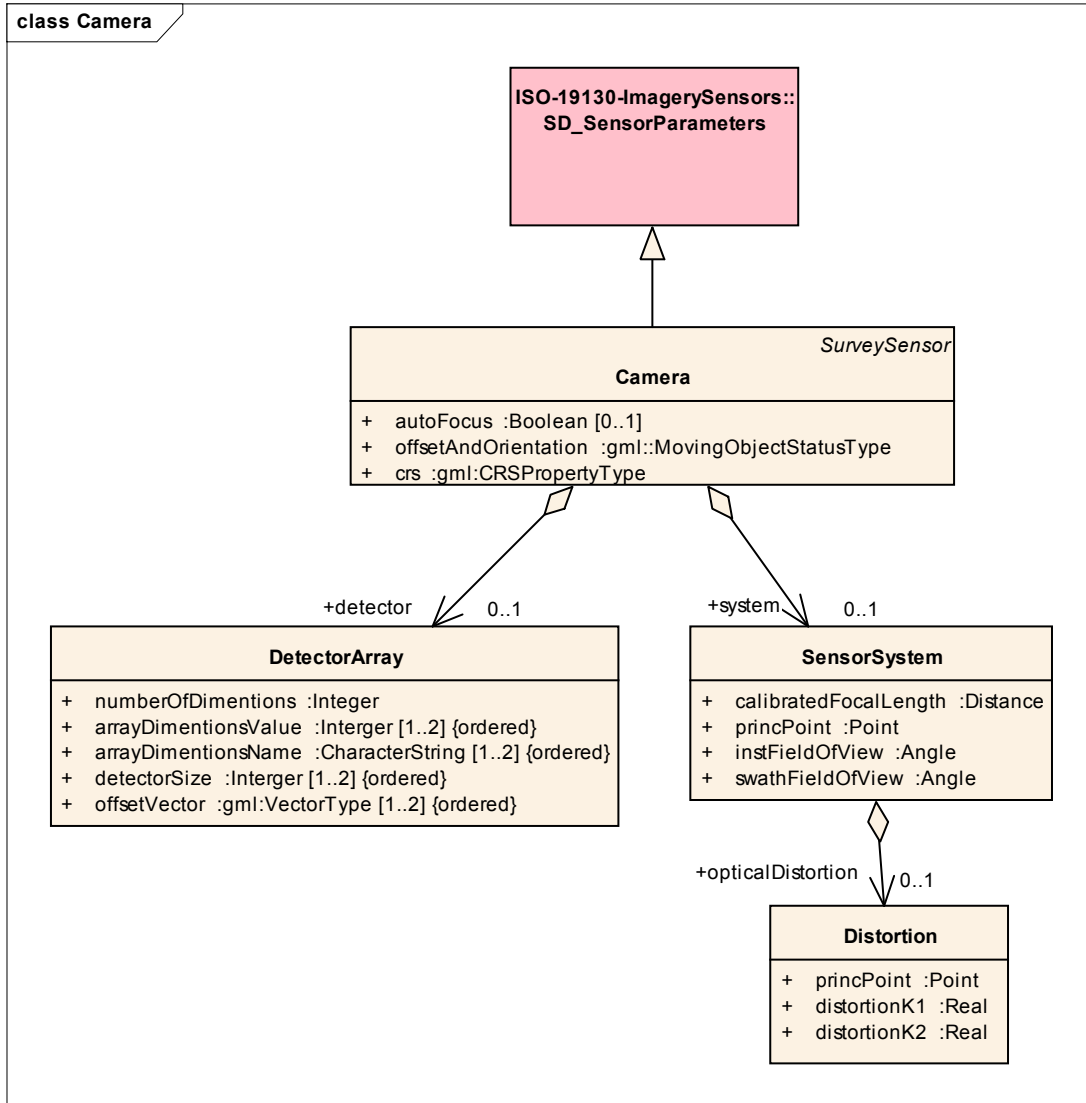 class Camera
ISO-19130-ImagerySensors::
SD_SensorParameters
SurveySensor
Camera
+ autoFocus :Boolean [0..1]
+ offsetAndOrientation :gml::MovingObjectStatusType
+ crs :gml:CRSPropertyType
+detector
0..1
+system
0..1
DetectorArray
+ numberOfDimentions :Integer
+ arrayDimentionsValue :Interger [1..2] {ordered}
+ arrayDimentionsName :CharacterString [1..2] {ordered}
+ detectorSize :Interger [1..2] {ordered}
+ offsetVector :gml:VectorType [1..2] {ordered}
SensorSystem
+ calibratedFocalLength :Distance
+ princPoint :Point
+ instFieldOfView :Angle
+ swathFieldOfView :Angle
+opticalDistortion
0..1
Distortion
+ princPoint :Point
+ distortionK1 :Real
+ distortionK2 :Real